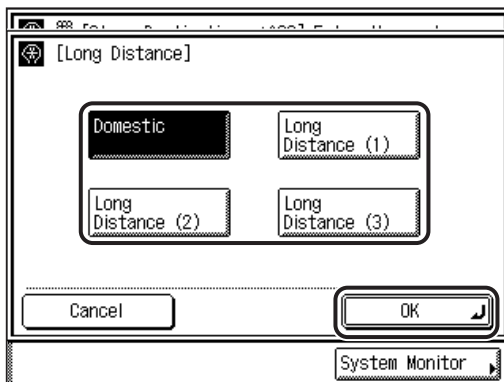 [Long Distance]
Domestic
Long
Distance (1)
Long
Distance (2)
Long
Distance (3)
Cancel
OK
System Monitor